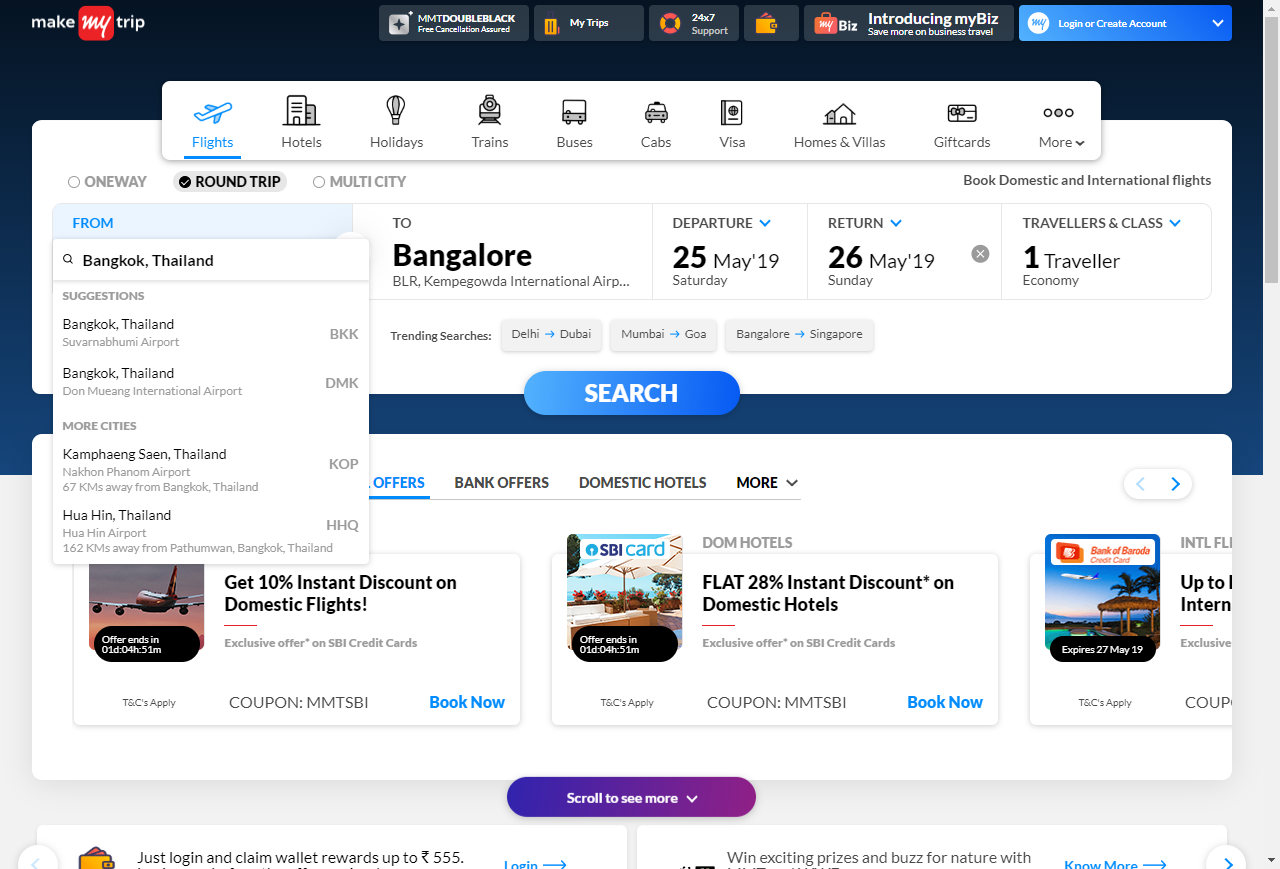 make my trip
MMTDOUBLEBLACK
Free Cancellation Assured
My Trips
24x7
Support
my Biz
Introducing myBiz
Save more on business travel
my
Login or Create Account
Flights
Hotels
Holidays
Trains
Buses
Cabs
Visa
Homes & Villas
Giftcards
More
ONEWAY
ROUND TRIP
MULTI CITY
Book Domestic and International flights
FROM
Bangkok, Thailand
TO
Bangalore
BLR, Kempegowda International Airp...
DEPARTURE
25 May'19
Saturday
RETURN
26 May'19
Sunday
TRAVELLERS & CLASS
1 Traveller
Economy
SUGGESTIONS
Bangkok, Thailand
BKK
Suvarnabhumi Airport
Bangkok, Thailand
DMK
Don Mueang International Airport
MORE CITIES
Kamphaeng Saen, Thailand
KOP
Nakhon Phanom Airport
67 KMs away from Bangkok, Thailand
Hua Hin, Thailand
HHQ
Hua Hin Airport
162 KMs away from Pathumwan, Bangkok, Thailand
Trending Searches:
Delhi → Dubai
Mumbai → Goa
Bangalore → Singapore
SEARCH
OFFERS
BANK OFFERS
DOMESTIC HOTELS
MORE
Get 10% Instant Discount on
Domestic Flights!
Exclusive offer* on SBI Credit Cards
Offer ends in
01d:04h:51m
T&C's Apply
COUPON: MMTSBI
Book Now
SBI card
DOM HOTELS
FLAT 28% Instant Discount* on
Domestic Hotels
Exclusive offer* on SBI Credit Cards
Offer ends in
01d:04h:51m
T&C's Apply
COUPON: MMTSBI
Book Now
Bank of Baroda
Credit Card
INTL FLI
Up to
Intern
Exclusive
Expires 27 May 19
T&C's Apply
COUPO
Scroll to see more
Just login and claim wallet rewards up to ₹ 555.
Login
Win exciting prizes and buzz for nature with
Know More